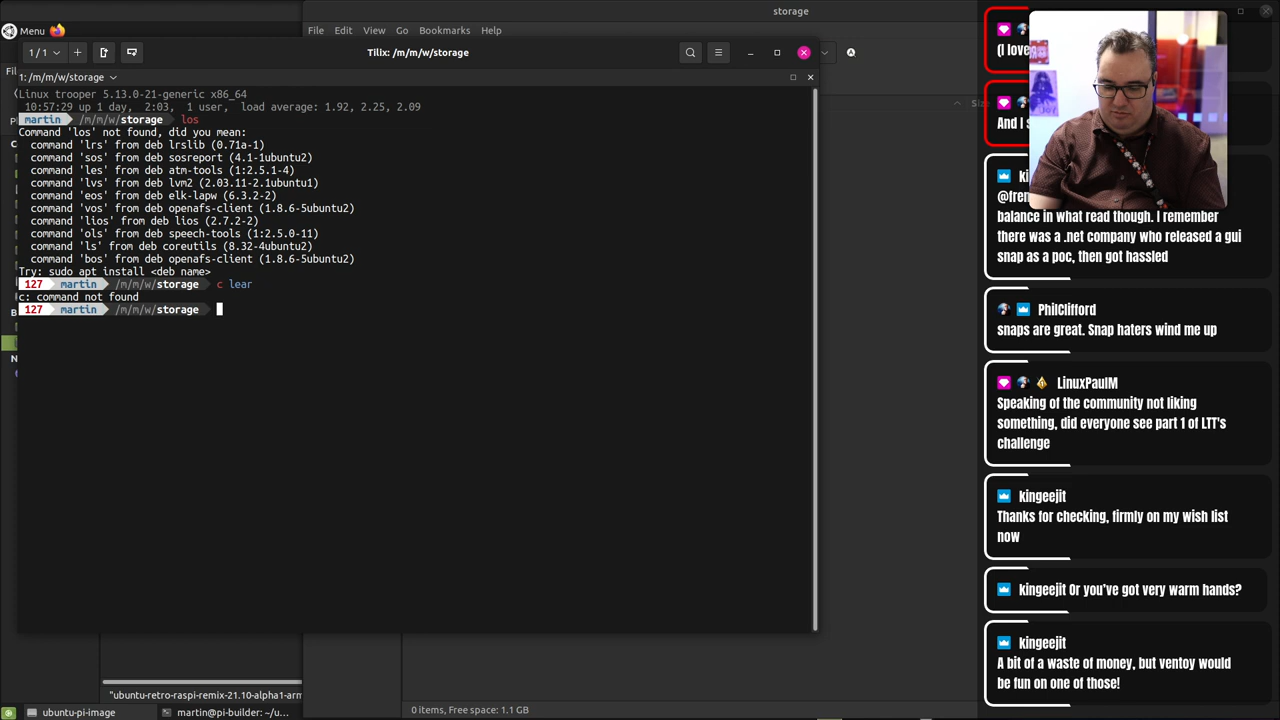 storage
Menu
File Edit View Go Bookmarks Help
1 / 1
Tilix: /m/m/w/storage
1: /m/m/w/storage
Linux trooper 5.13.0-21-generic x86_64
10:57:29 up 1 day, 2:03, 1 user, load average: 1.92, 2.25, 2.09
martin /m/m/w/storage los
Command 'los' not found, did you mean:
command 'lrs' from deb lrslib (0.71a-1)
command 'sos' from deb sosreport (4.1-1ubuntu2)
command 'les' from deb atm-tools (1:2.5.1-4)
command 'lvs' from deb lvm2 (2.03.11-2.1ubuntu1)
command 'eos' from deb elk-lapw (6.3.2-2)
command 'vos' from deb openafs-client (1.8.6-5ubuntu2)
command 'lios' from deb lios (2.7.2-2)
command 'ols' from deb speech-tools (1:2.5.0-11)
command 'ls' from deb coreutils (8.32-4ubuntu2)
command 'bos' from deb openafs-client (1.8.6-5ubuntu2)
Try: sudo apt install <deb name>
127 martin /m/m/w/storage c lear
c: command not found
127 martin /m/m/w/storage
"ubuntu-retro-raspi-remix-21.10-alpha1-arm
0 items, Free space: 1.1 GB
ubuntu-pi-image
martin@pi-builder: ~/u...
(I love
And I s
balance in what read though. I remember
there was a .net company who released a gui
snap as a poc, then got hassled
PhilClifford
snaps are great. Snap haters wind me up
LinuxPaulM
Speaking of the community not liking
something, did everyone see part 1 of LTT's
challenge
kingeejit
Thanks for checking, firmly on my wish list
now
kingeejit Or you've got very warm hands?
kingeejit
A bit of a waste of money, but ventoy would
be fun on one of those!